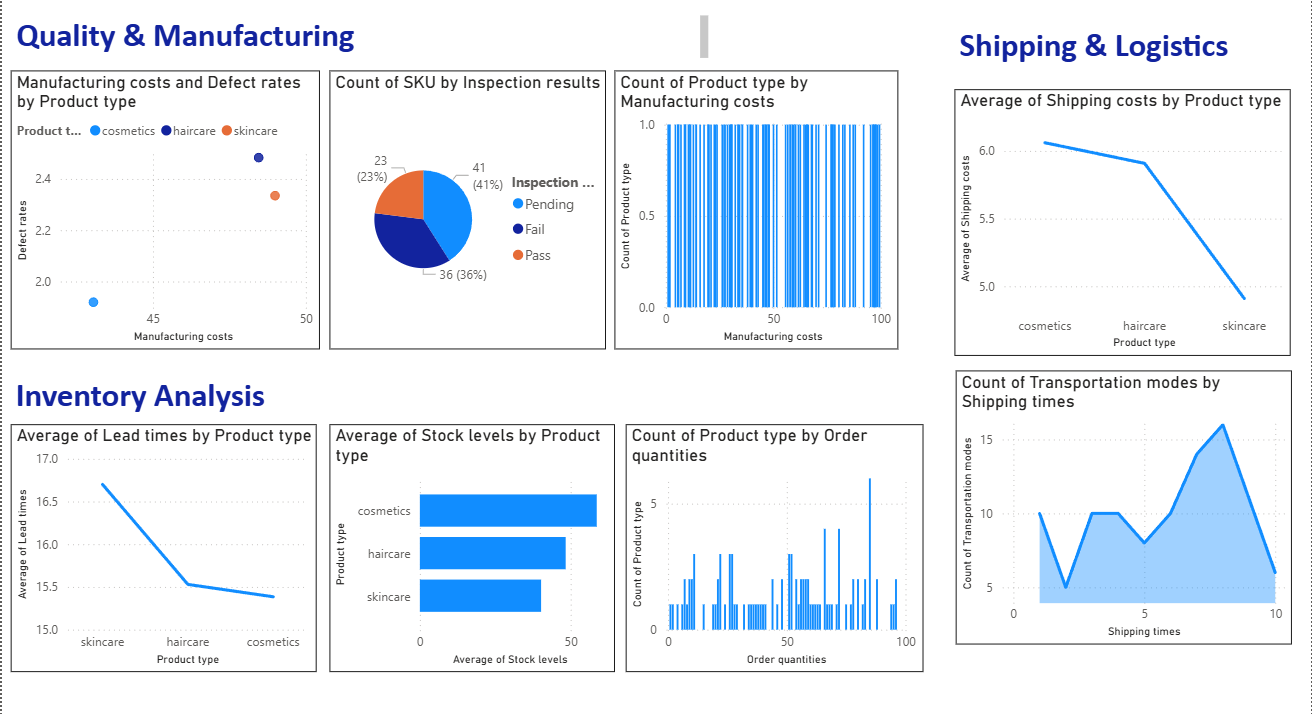 Quality & Manufacturing
Manufacturing costs and Defect rates
by Product type
Product t... cosmetics haircare skincare
2.4
2.2
2.0
Defect rates
45
50
Manufacturing costs
Count of SKU by Inspection results
23
(23%)
41
(41%)
36 (36%)
Inspection ...
Pending
Fail
Pass
Count of Product type by
Manufacturing costs
1.0
0.5
0.0
Count of Product type
0
50
100
Manufacturing costs
Shipping & Logistics
Average of Shipping costs by Product type
6.0
5.5
5.0
Average of Shipping costs
cosmetics
haircare
skincare
Product type
Inventory Analysis
Average of Lead times by Product type
17.0
16.5
16.0
15.5
15.0
Average of Lead times
skincare
haircare
cosmetics
Product type
Average of Stock levels by Product
type
Product type
cosmetics
haircare
skincare
0
50
Average of Stock levels
Count of Product type by Order
quantities
5
0
Count of Product type
0
50
100
Order quantities
Count of Transportation modes by
Shipping times
15
10
5
Count of Transportation modes
0
5
10
Shipping times